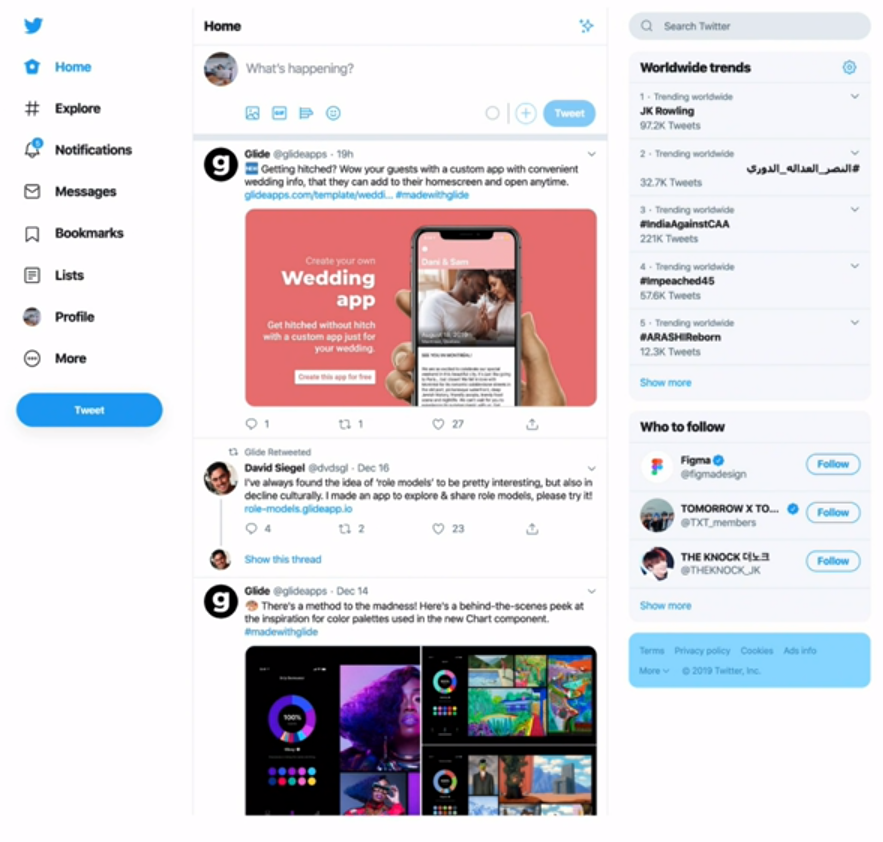 Home
Explore
Notifications
Messages
Bookmarks
Lists
Profile
More
Tweet
Home
What's happening?
GIF
Tweet
Glide @glideapps · 19h
Getting hitched? Wow your guests with a custom app with convenient
wedding info, that they can add to their homescreen and open anytime.
glideapps.com/template/weddi... #madewithglide
Create your own
Wedding
app
Get hitched without hitch
with a custom app just for
your wedding.
Create this app for free
Dani & Sam
August 18, 2019
SEE YOU IN MONTREAL!
1
1
27
Glide Retweeted
David Siegel @dvdsgl · Dec 16
I've always found the idea of 'role models' to be pretty interesting, but also in
decline culturally. I made an app to explore & share role models, please try it!
role-models.glideapp.io
4
2
23
Show this thread
Glide @glideapps · Dec 14
There's a method to the madness! Here's a behind-the-scenes peek at
the inspiration for color palettes used in the new Chart component.
#madewithglide
100%
Search Twitter
Worldwide trends
1 · Trending worldwide
JK Rowling
97.2K Tweets
2 · Trending worldwide
#النصر_العداله_الدوري
32.7K Tweets
3 · Trending worldwide
#IndiaAgainstCAA
221K Tweets
4 · Trending worldwide
#Impeached45
57.6K Tweets
5 · Trending worldwide
#ARASHIReborn
12.3K Tweets
Show more
Who to follow
Figma
@figmadesign
Follow
TOMORROW X TO...
@TXT_members
Follow
THE KNOCK 더노크
@THEKNOCK_JK
Follow
Show more
Terms Privacy policy Cookies Ads info
More © 2019 Twitter, Inc.